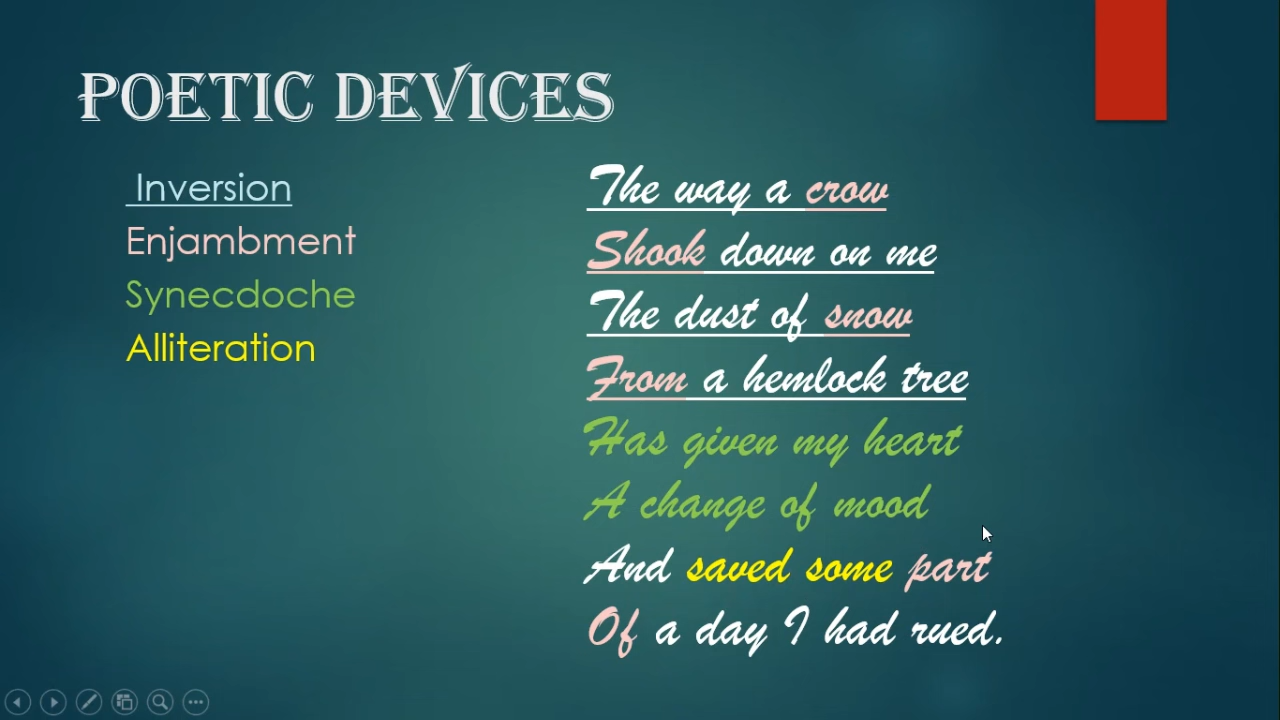 POETIC DEVICES
Inversion
Enjambment
Synecdoche
Alliteration
The way a crow
Shook down on me
The dust of snow
From a hemlock tree
Has given my heart
A change of mood
And saved some part
Of a day I had rued.